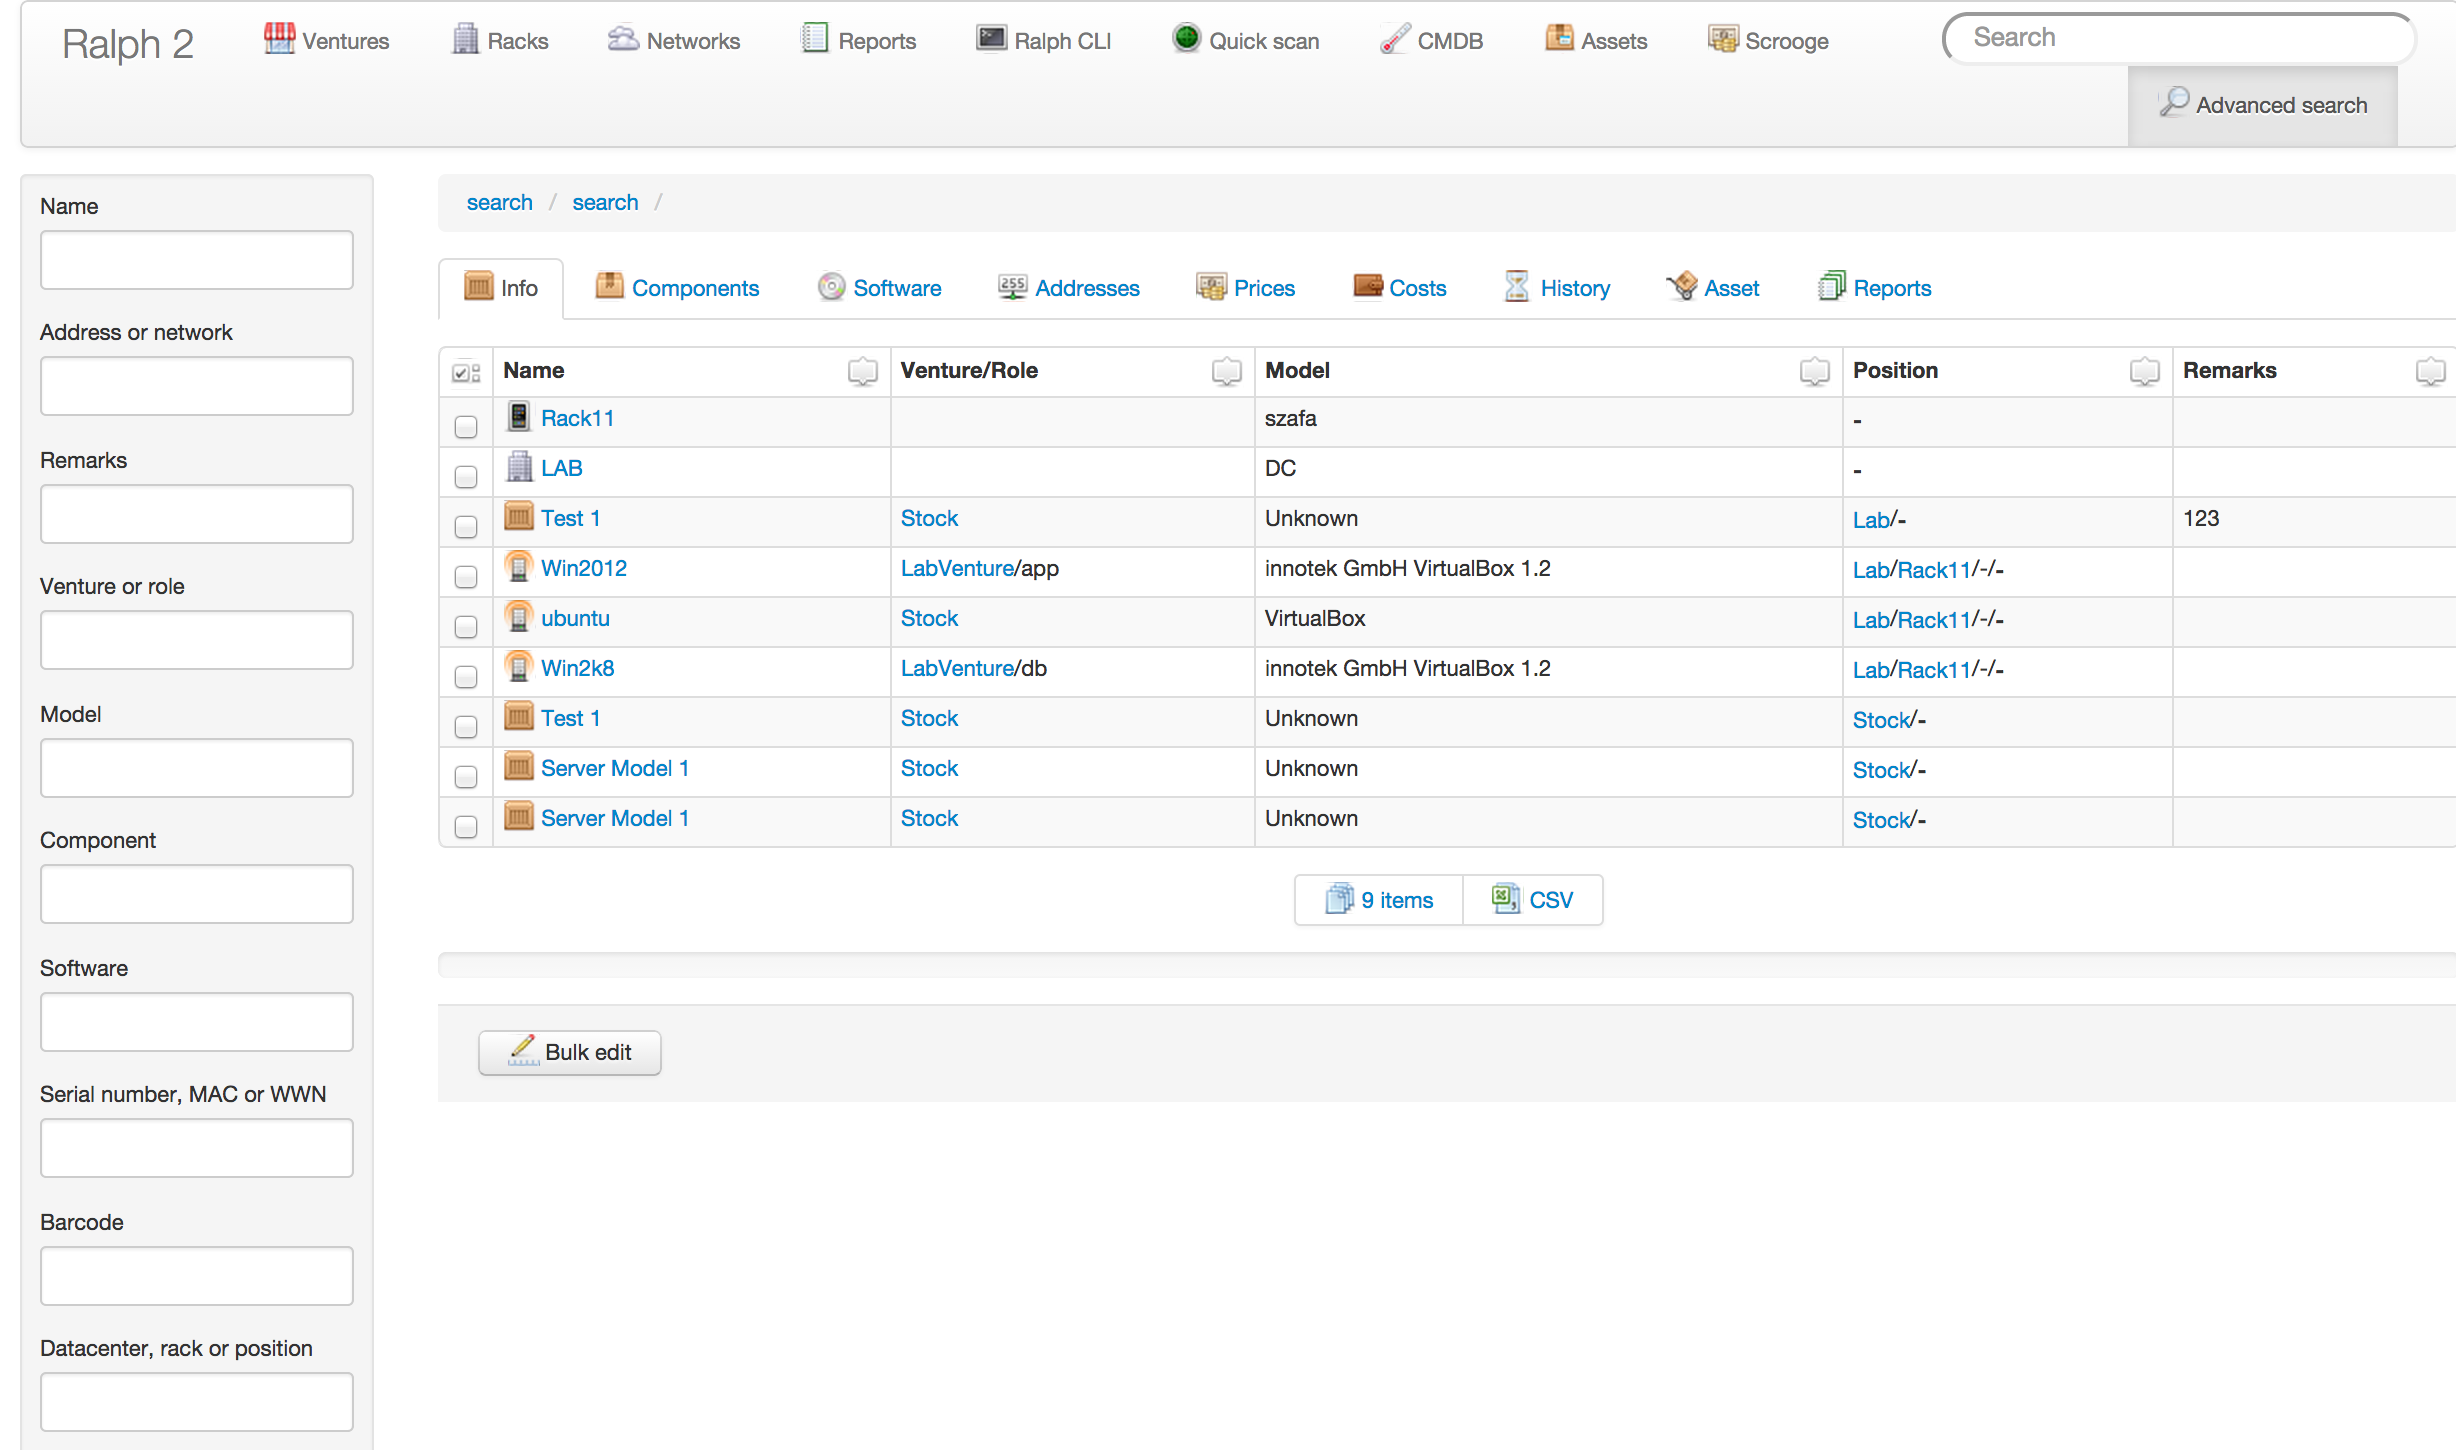 Ralph 2 Ventures Racks Networks Reports Ralph CLI Quick scan CMDB Assets Scrooge Search
Advanced search
Name
Address or network
Remarks
Venture or role
Model
Component
Software
Serial number, MAC or WWN
Barcode
Datacenter, rack or position
search / search /
Info Components Software 255 Addresses Prices Costs History Asset Reports
Name Venture/Role Model Position Remarks
Rack11 szafa -
LAB DC -
Test 1 Stock Unknown Lab/- 123
Win2012 LabVenture/app innotek GmbH VirtualBox 1.2 Lab/Rack11/-/-
ubuntu Stock VirtualBox Lab/Rack11/-/-
Win2k8 LabVenture/db innotek GmbH VirtualBox 1.2 Lab/Rack11/-/-
Test 1 Stock Unknown Stock/-
Server Model 1 Stock Unknown Stock/-
Server Model 1 Stock Unknown Stock/-
9 items CSV
Bulk edit